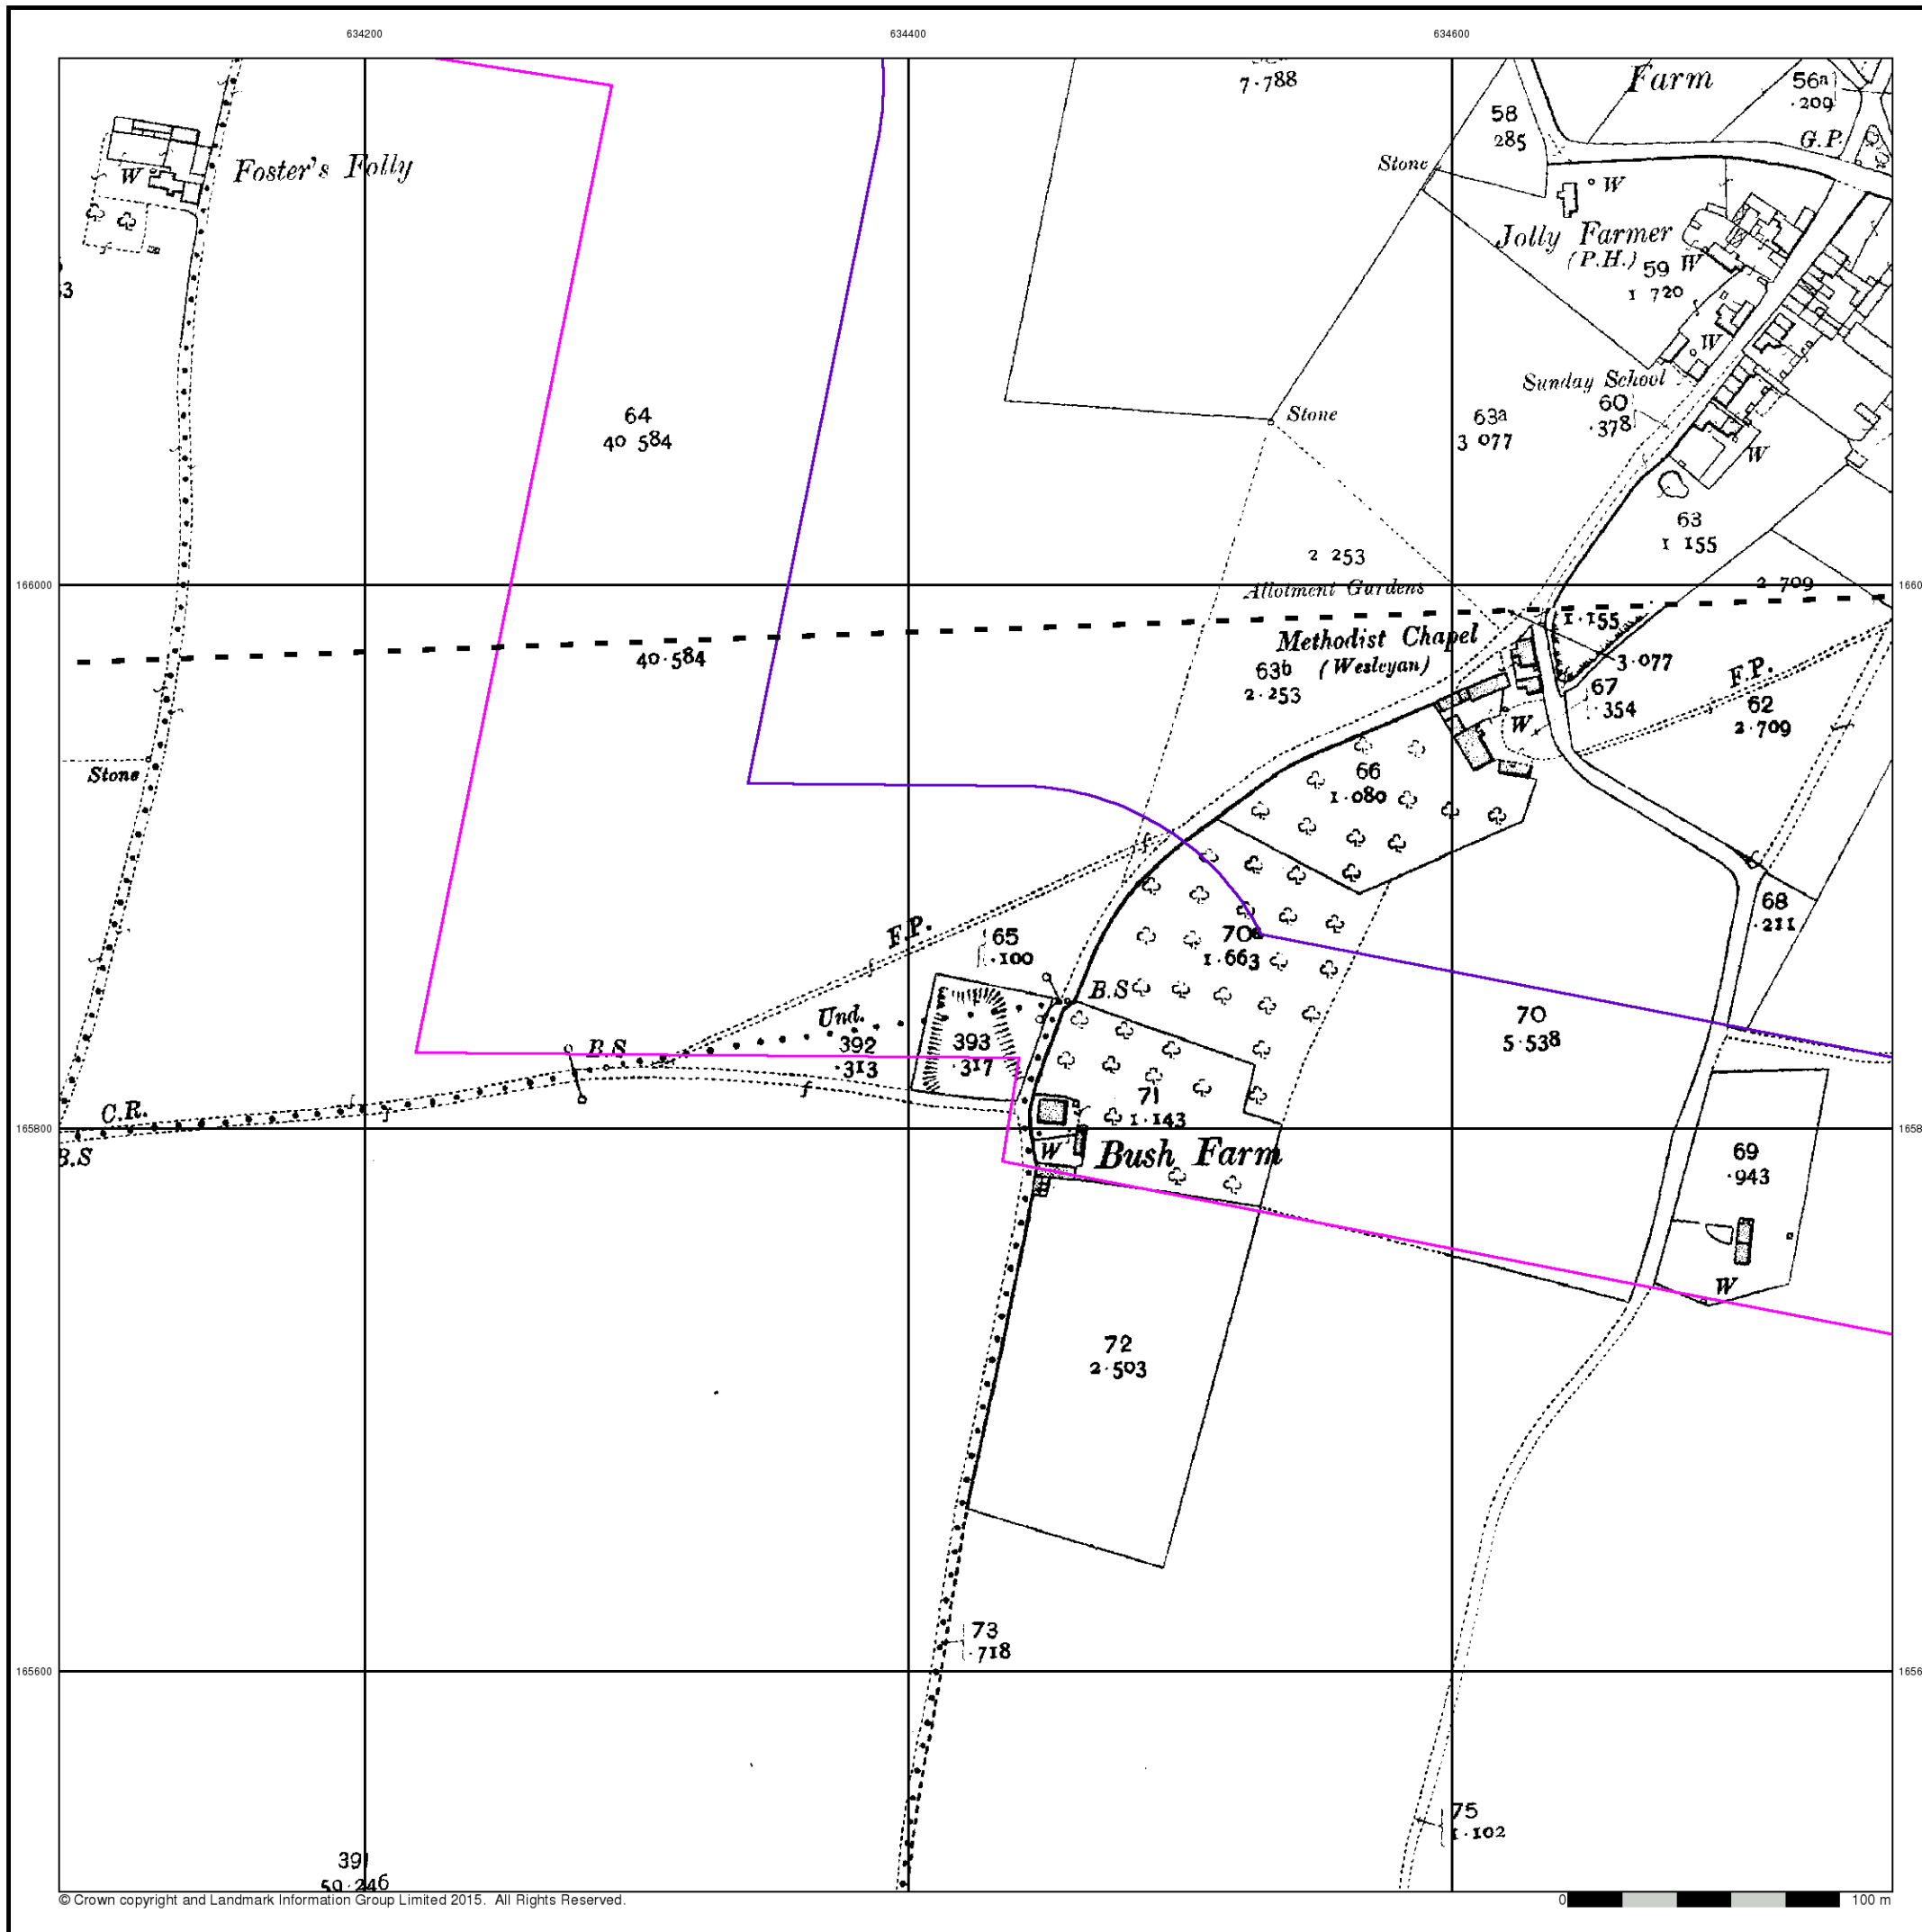 634200
634400
634600
7·788
Farm
56a
·209
58
285
G.P.
Stone
Foster's Folly
W
W
Jolly Farmer
(P.H.)
59
W
1 720
3
W
Sunday School
60
·378
64
40 584
Stone
63a
3 077
W
63
1 155
2 253
166000
Allotment Gardens
2 709
1·155
Methodist Chapel
(Wesleyan)
40·584
3·077
63b
2·253
F.P.
67
·354
62
2·709
W
Stone
66
1·080
68
·211
F.P.
65
·100
70
1·663
B.S
Und.
70
5·538
B.S
392
·313
393
·317
C.R.
71
1·143
165800
B.S
W
Bush Farm
69
·943
W
72
2·503
73
·718
165600
75
1·102
391
59·246
© Crown copyright and Landmark Information Group Limited 2015. All Rights Reserved.
0
100 m